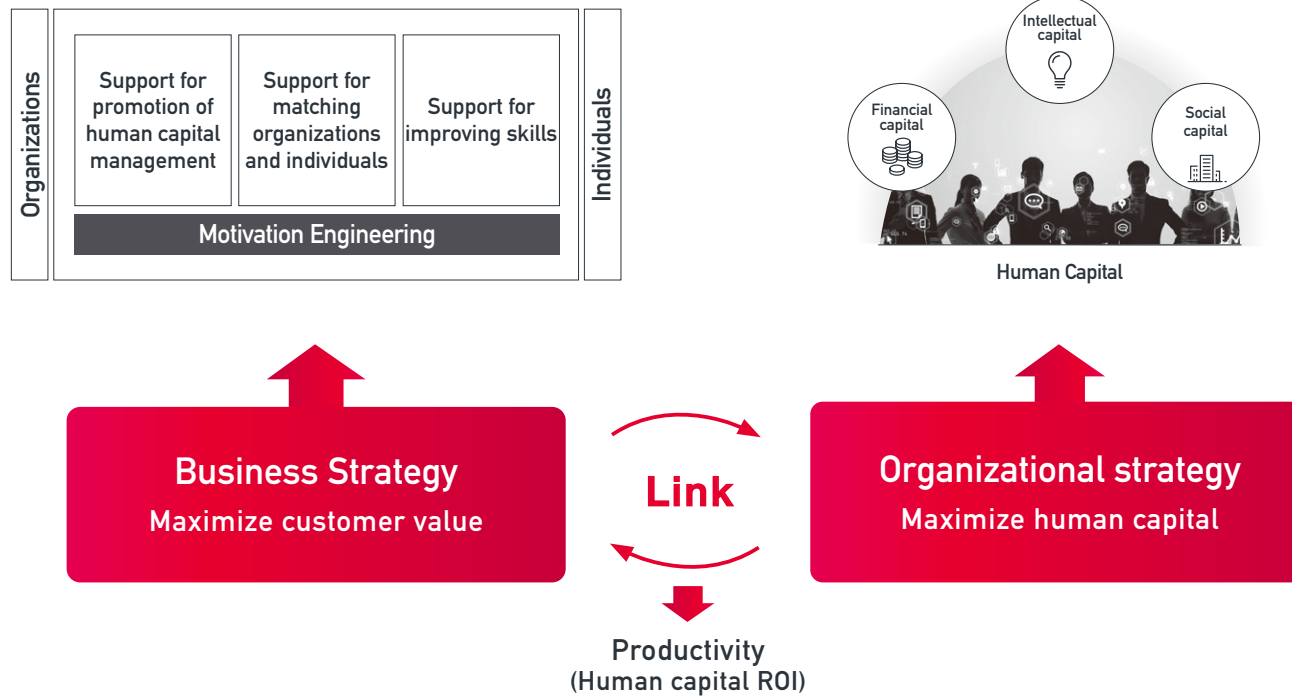 Organizations
Support for
promotion of
human capital
management
Support for
matching
organizations
and individuals
Support for
improving skills
Motivation Engineering
Individuals
Intellectual
capital
Financial
capital
Social
capital
Human Capital
Business Strategy
Maximize customer value
Link
Organizational strategy
Maximize human capital
Productivity
(Human capital ROI)